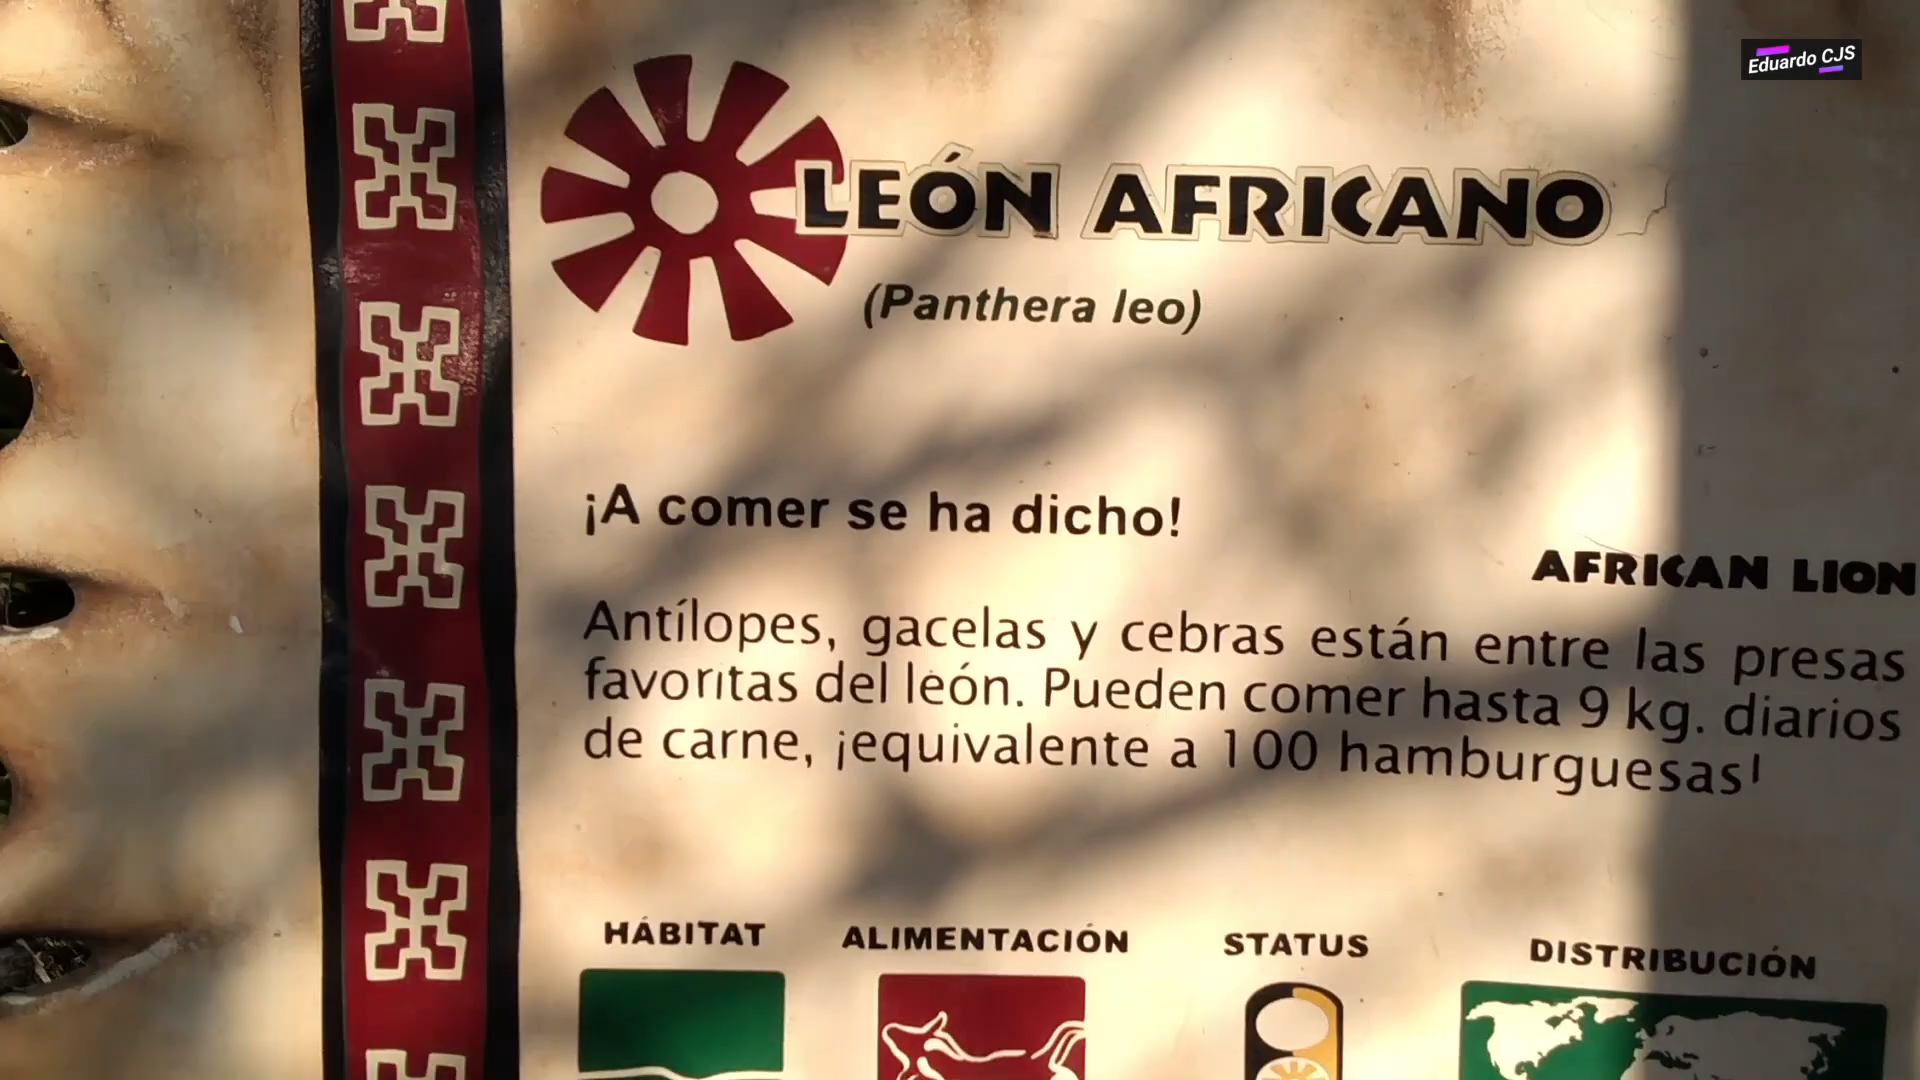 Eduardo CJS
LEÓN AFRICANO
(Panthera leo)
¡A comer se ha dicho!
AFRICAN LION
Antílopes, gacelas y cebras están entre las presas
favoritas del león. Pueden comer hasta 9 kg. diarios
de carne, ¡equivalente a 100 hamburguesas!
HÁBITAT ALIMENTACIÓN STATUS DISTRIBUCIÓN